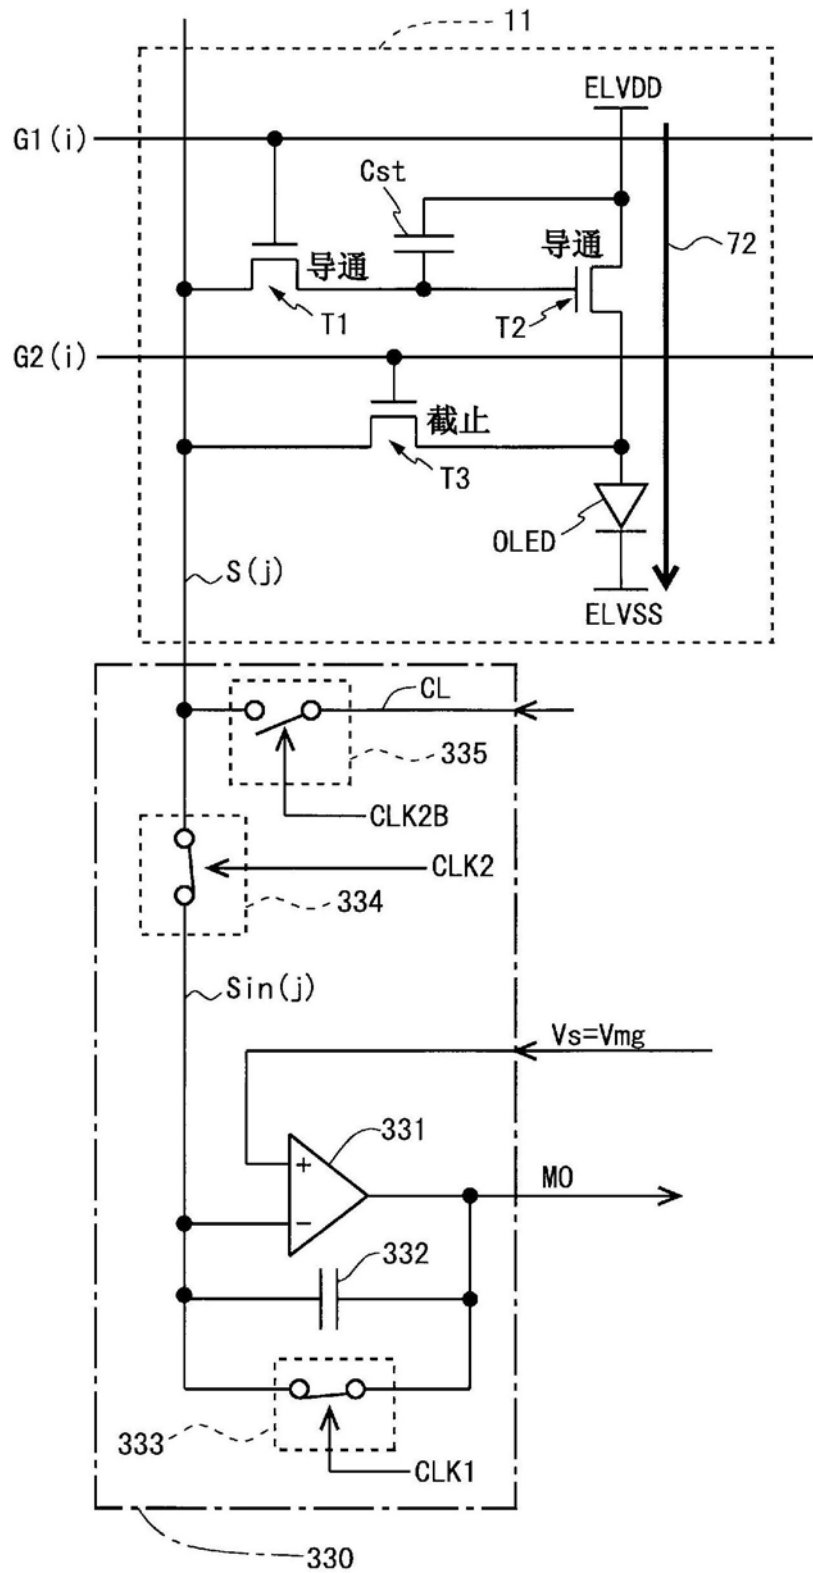 11
ELVDD
G1(i)
Cst
导通
导通
72
T1
T2
G2(i)
截止
T3
OLED
S(j)
ELVSS
CL
335
CLK2B
CLK2
334
Sin(j)
Vs=Vmg
331
+
MO
−
332
333
CLK1
330